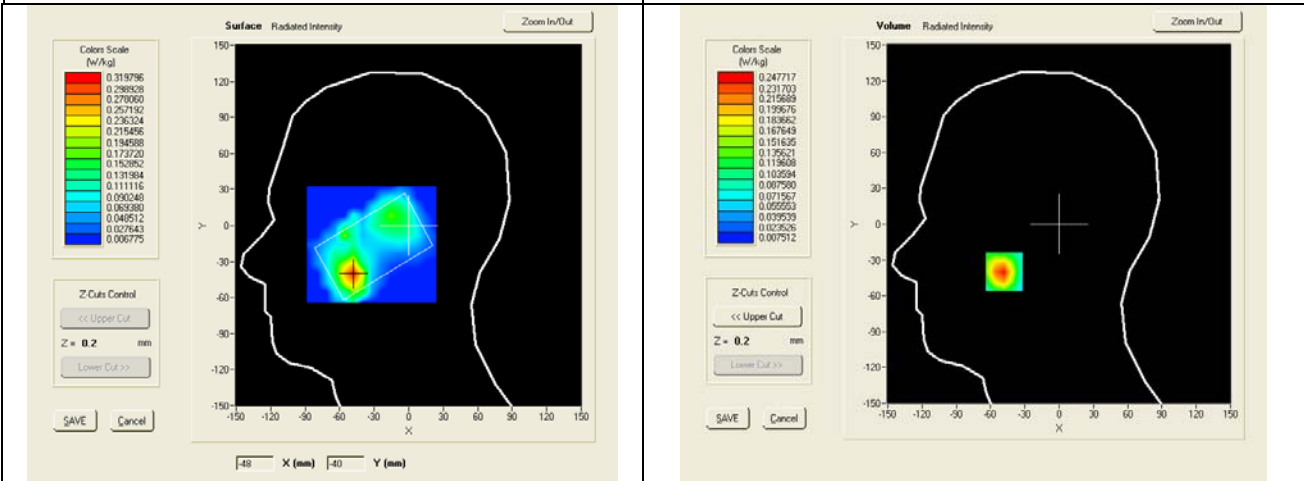 Surface Radiated Intensity
Zoom In/Out
Colors Scale
(W/kg)
0.319796
0.298928
0.278060
0.257192
0.236324
0.215456
0.194588
0.173720
0.152852
0.131984
0.111116
0.090248
0.069380
0.048512
0.027643
0.006775
150
120
90
60
30
0
-30
-60
-90
-120
-150
Y
-150 -120 -90 -60 -30 0 30 60 90 120 150
X
Z-Cuts Control
<< Upper Cut
Z = 0.2 mm
Lower Cut >>
SAVE Cancel
-48 X (mm) -40 Y (mm)
Volume Radiated Intensity
Zoom In/Out
Colors Scale
(W/kg)
0.247717
0.231703
0.215689
0.199676
0.183662
0.167649
0.151635
0.135621
0.119608
0.103594
0.087580
0.071567
0.055553
0.039539
0.023526
0.007512
150
120
90
60
30
0
-30
-60
-90
-120
-150
Y
-150 -120 -90 -60 -30 0 30 60 90 120 150
X
Z-Cuts Control
<< Upper Cut
Z = 0.2 mm
Lower Cut >>
SAVE Cancel